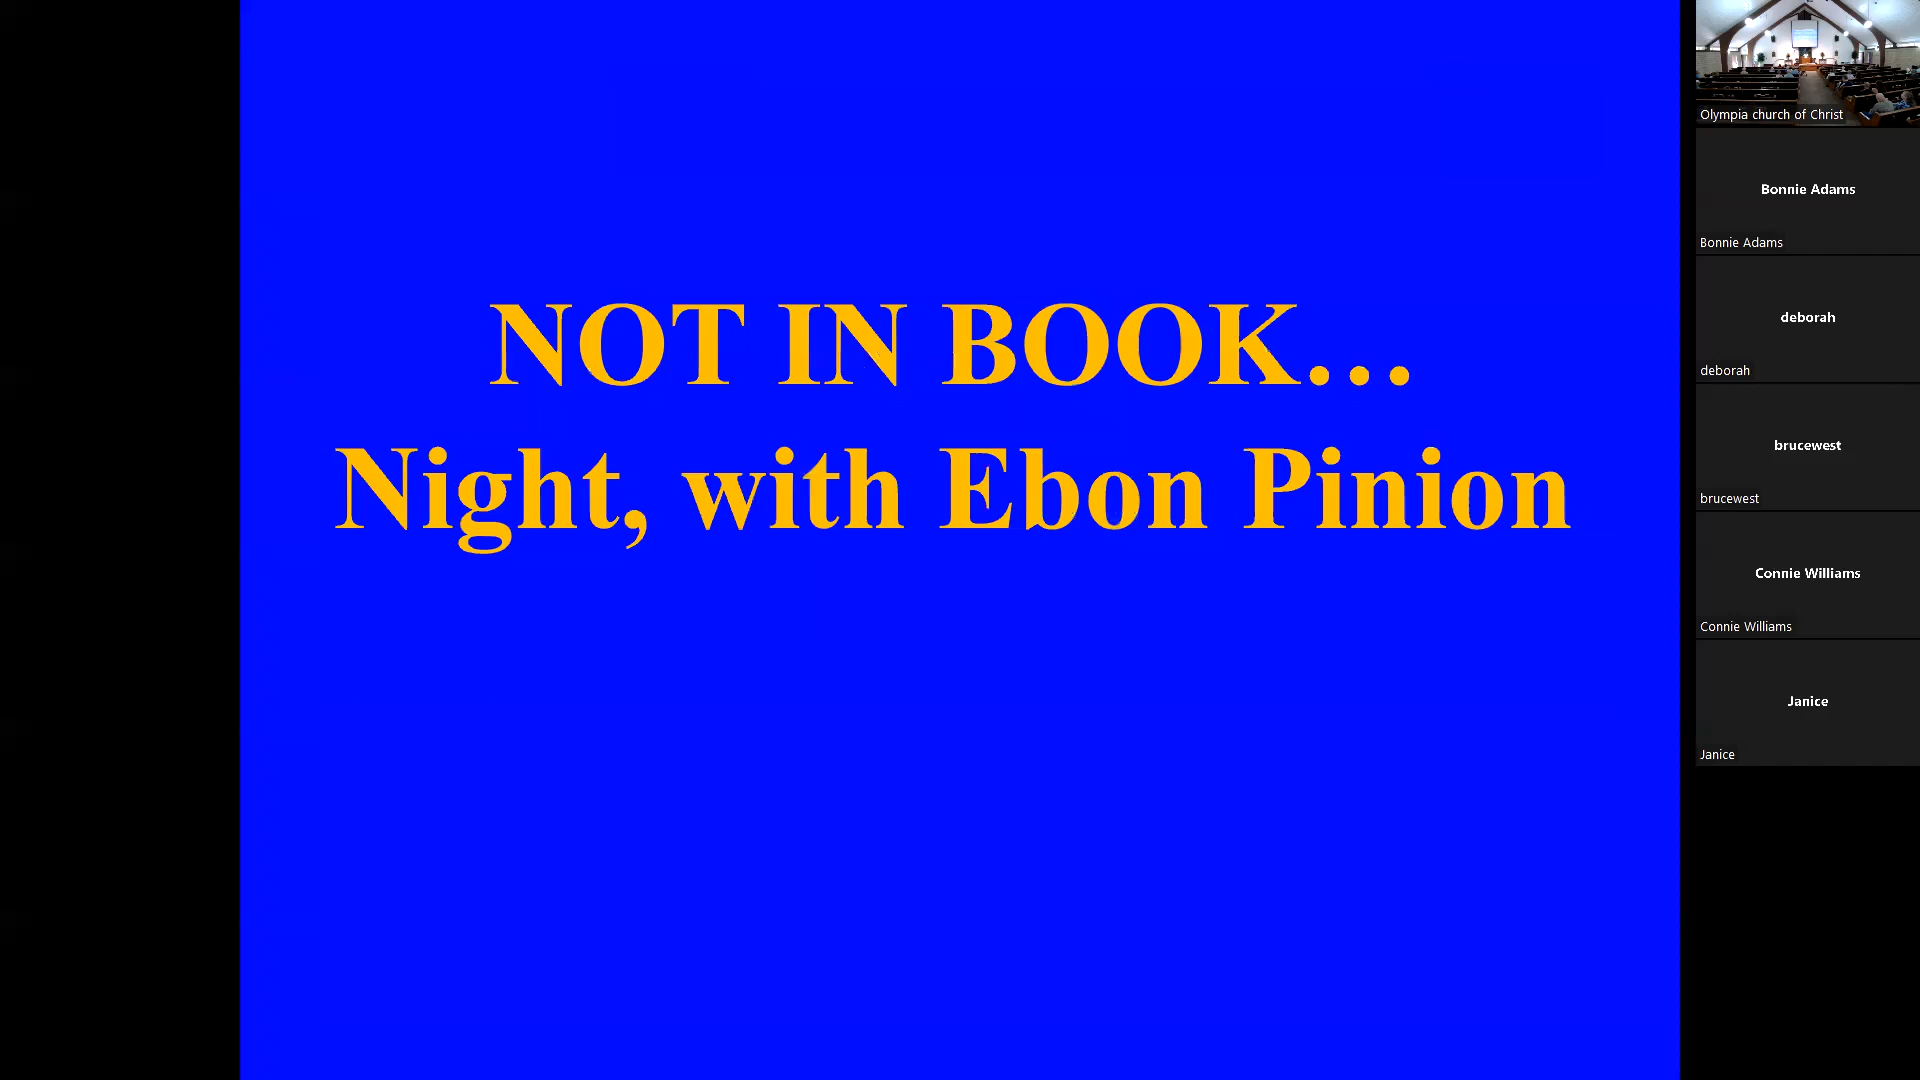 NOT IN BOOK…
Night, with Ebon Pinion
Olympia church of Christ
Bonnie Adams
Bonnie Adams
deborah
deborah
brucewest
brucewest
Connie Williams
Connie Williams
Janice
Janice